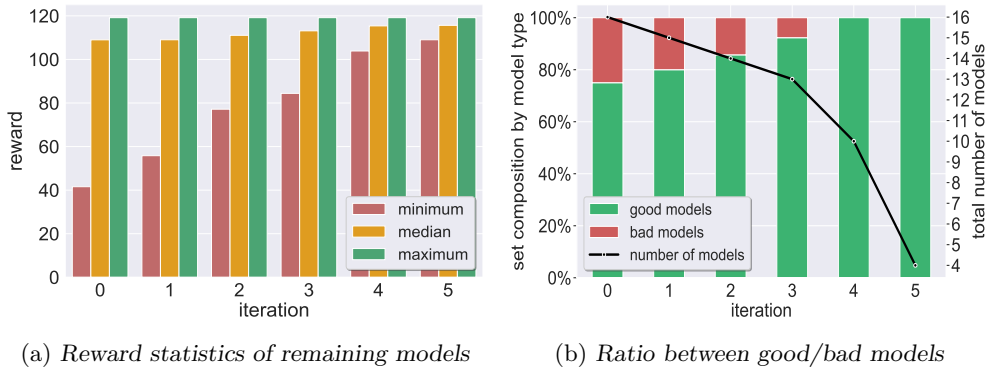 120
100
80
60
40
20
0
reward
0 1 2 3 4 5
iteration
minimum
median
maximum
(a) Reward statistics of remaining models
100%
80%
60%
40%
20%
0%
set composition by model type
0 1 2 3 4 5
iteration
good models
bad models
number of models
16
15
14
13
12
11
10
9
8
7
6
5
4
total number of models
(b) Ratio between good/bad models